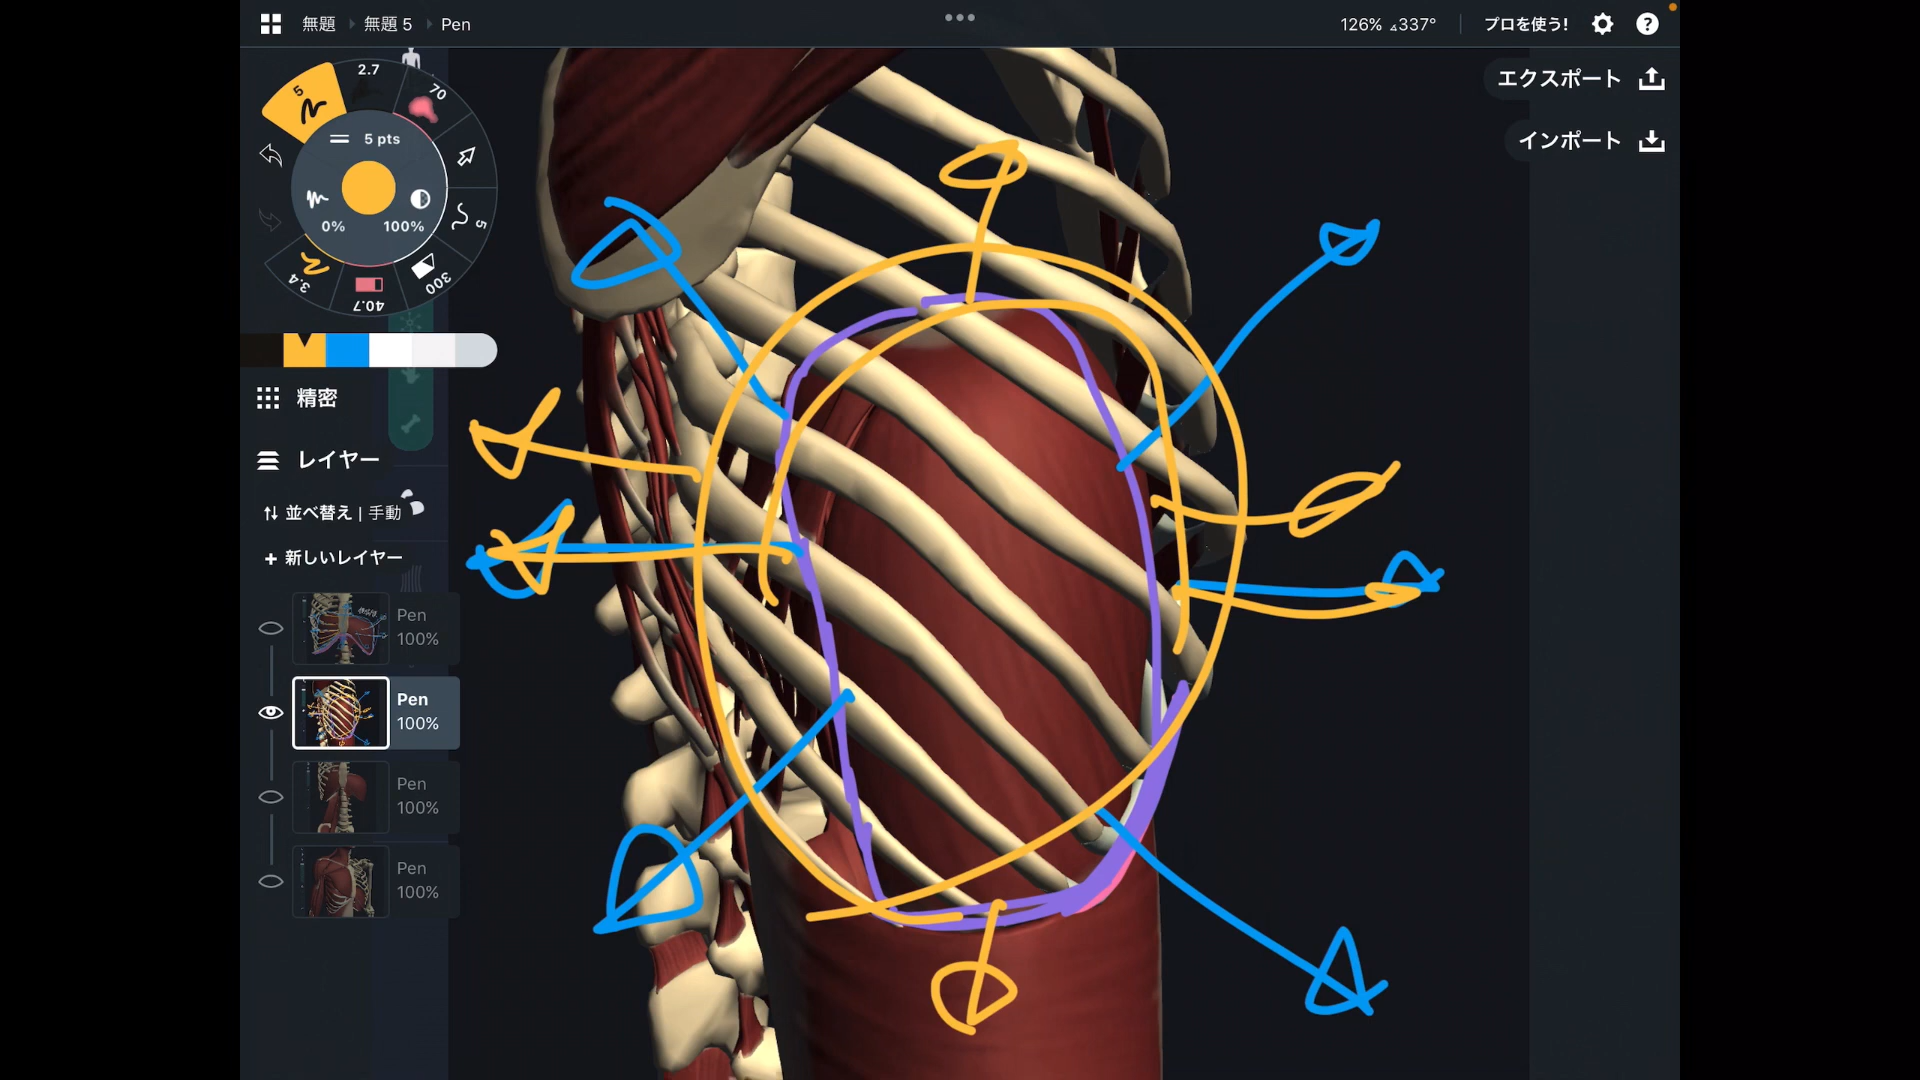 無題 無題 5 Pen
126% ⊿337°
プロを使う!
エクスポート
インポート
2.7
70
5
5
300
40.7
3.4
5 pts
0% 100%
精密
レイヤー
並べ替え | 手動
+ 新しいレイヤー
Pen
100%
Pen
100%
Pen
100%
Pen
100%